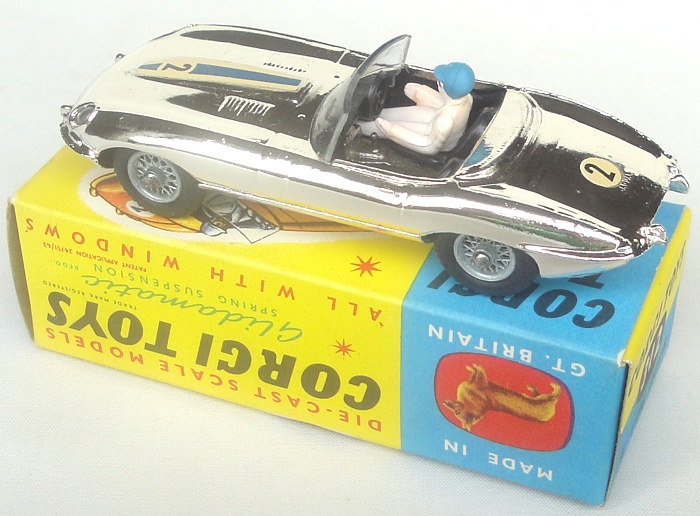 2
2
DIE-CAST SCALE MODELS
CORGI TOYS
TRADE MARK REGISTERED
Glidamatic REGD.
SPRING SUSPENSION
'ALL WITH WINDOWS'
PATENT APPLICATION 24751/63
MADE IN
GT. BRITAIN
CORGI
T